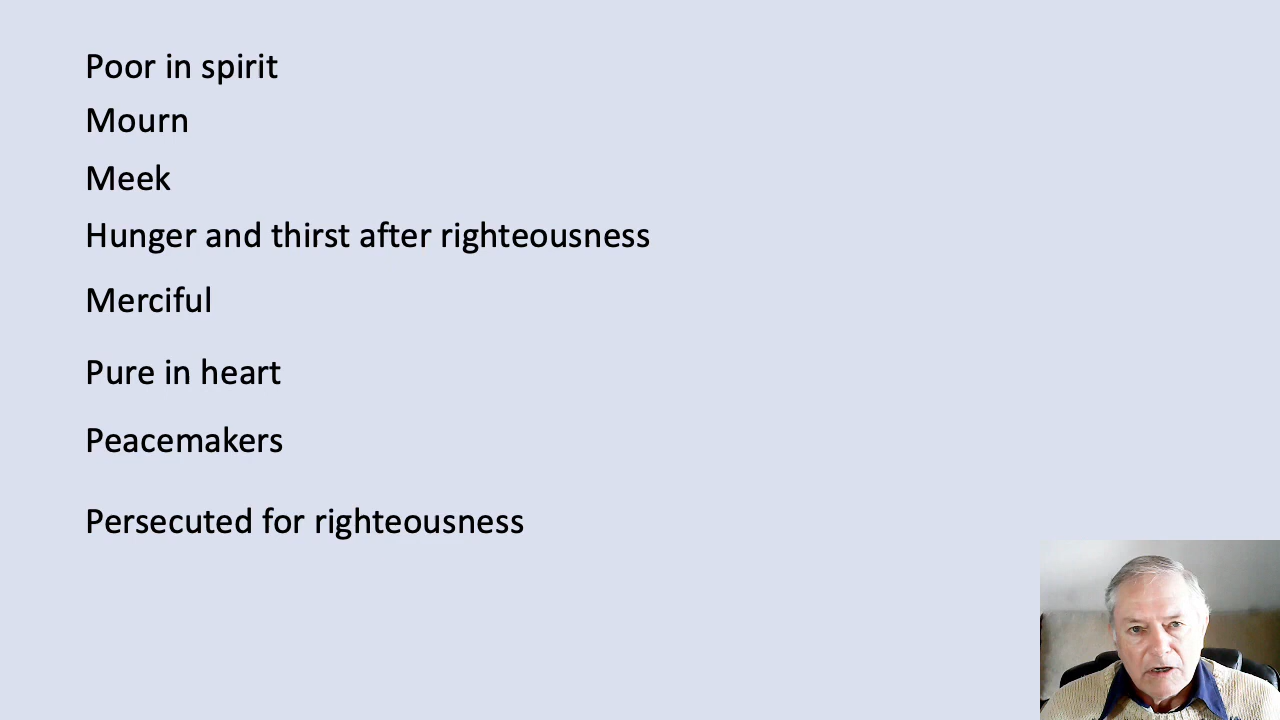 Poor in spirit
Mourn
Meek
Hunger and thirst after righteousness
Merciful
Pure in heart
Peacemakers
Persecuted for righteousness